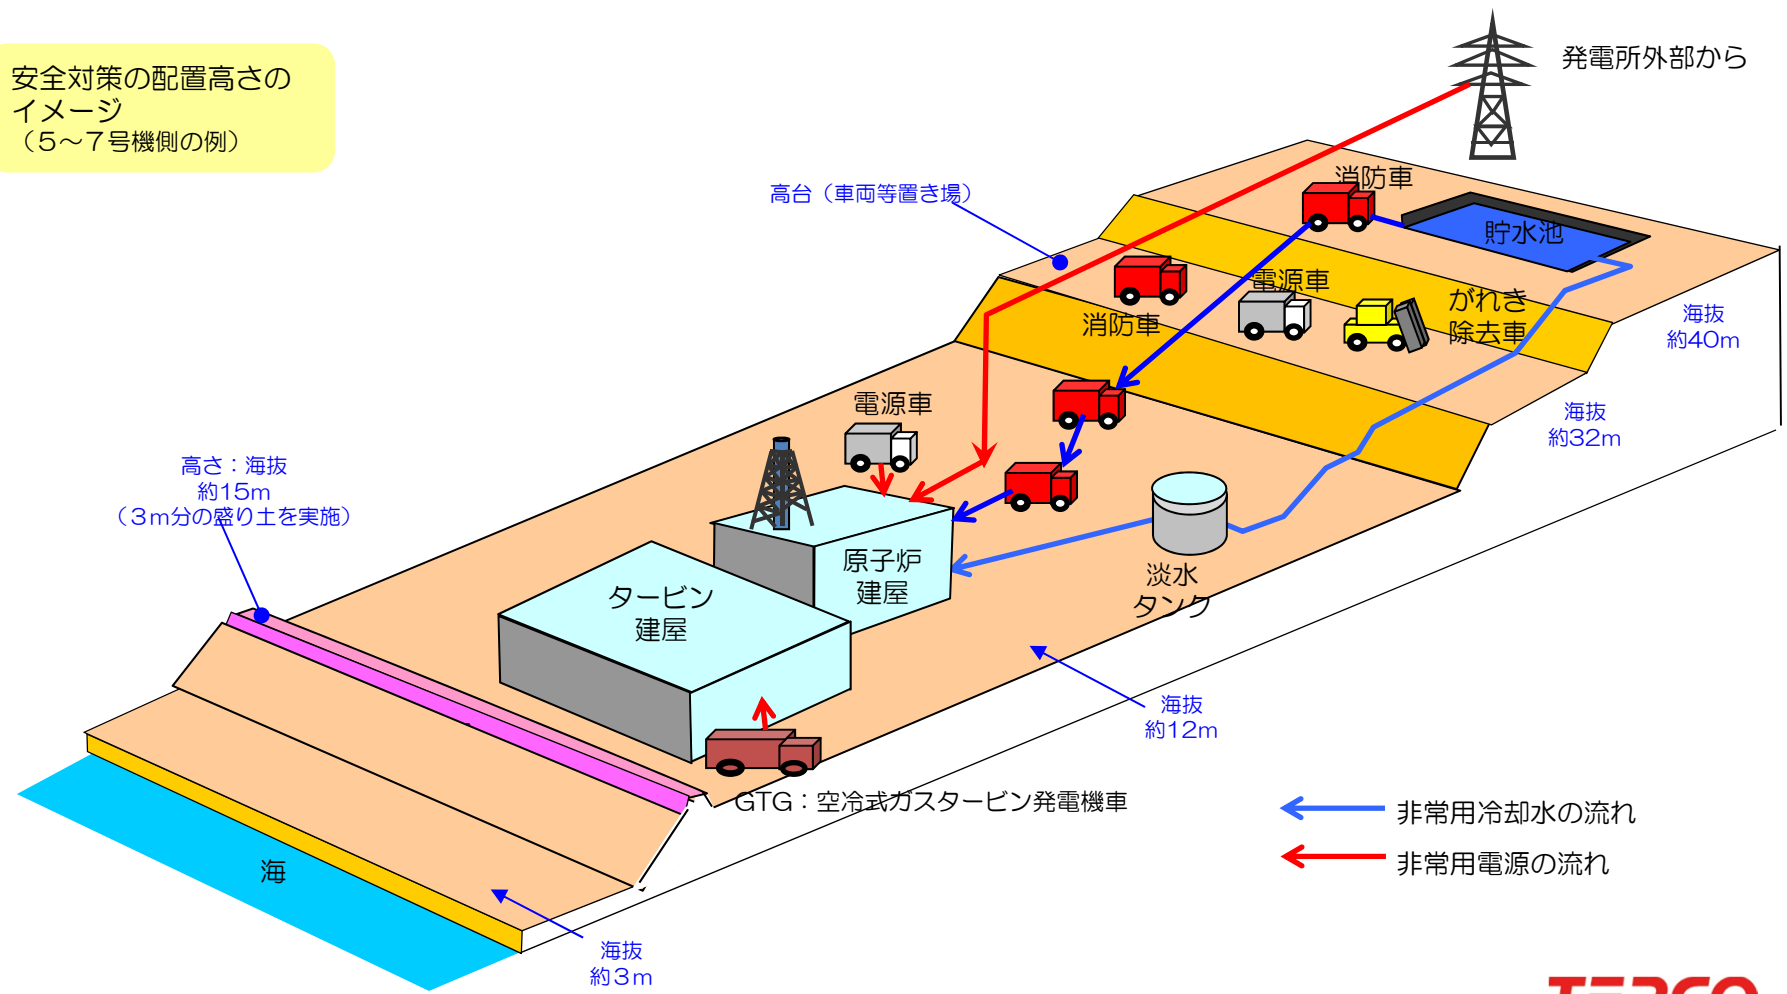 安全対策の配置高さの
イメージ
（５～７号機側の例）
発電所外部から
消防車
高台（車両等置き場）
貯水池
電源車
がれき
除去車
消防車
海抜
約40m
海抜
約32m
電源車
高さ：海抜
約15m
（３ｍ分の盛り土を実施）
原子炉
建屋
淡水
タンク
タービン
建屋
海抜
約12m
GTG：空冷式ガスタービン発電機車
非常用冷却水の流れ
非常用電源の流れ
海
海抜
約３ｍ
TEPCO